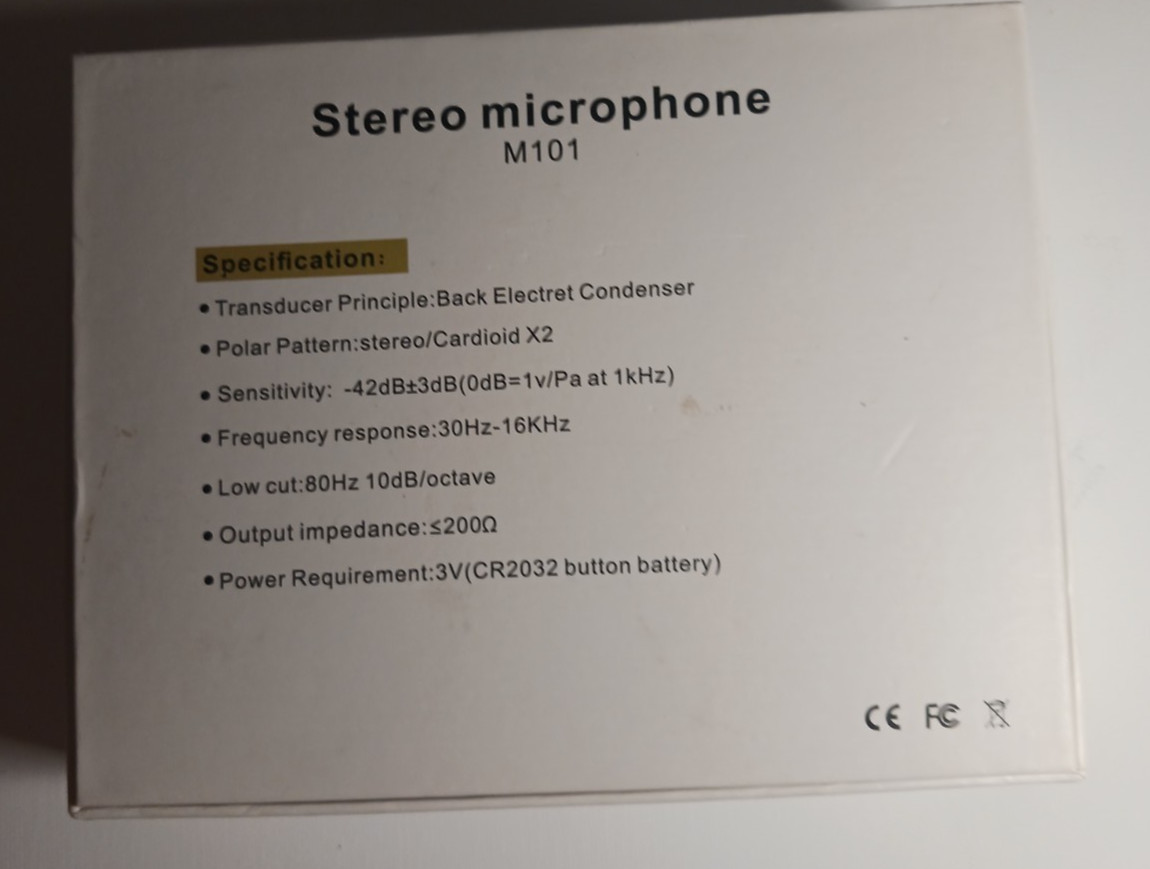 Stereo microphone
M101
Specification:
• Transducer Principle:Back Electret Condenser
• Polar Pattern:stereo/Cardioid X2
• Sensitivity: -42dB±3dB(0dB=1v/Pa at 1kHz)
• Frequency response:30Hz-16KHz
• Low cut:80Hz 10dB/octave
• Output impedance:≤200Ω
• Power Requirement:3V(CR2032 button battery)
CE FC